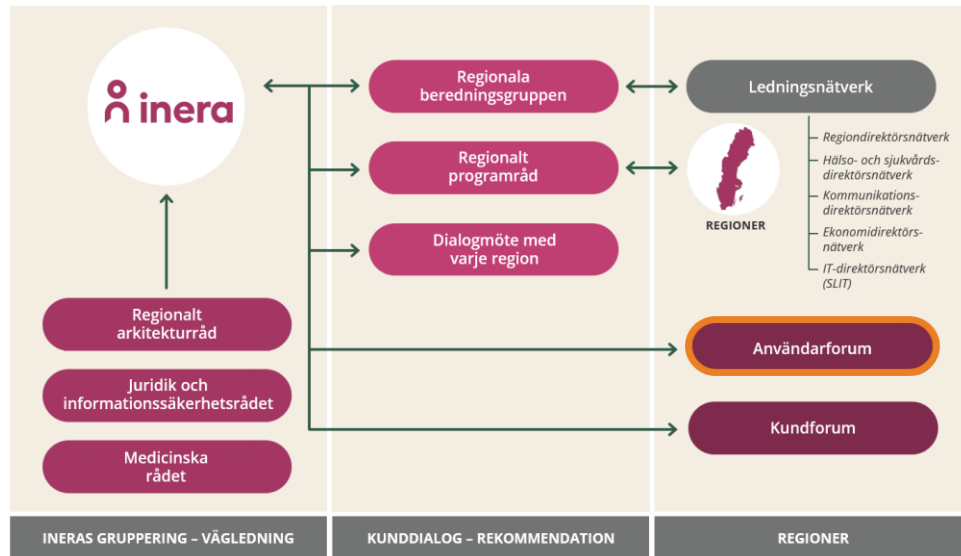 inera
Regionalt
arkitekturråd
Juridik och
informationssäkerhetsrådet
Medicinska
rådet
INERAS GRUPPERING – VÄGLEDNING
Regionala
beredningsgruppen
Regionalt
programråd
Dialogmöte med
varje region
KUNDDIALOG – REKOMMENDATION
Ledningsnätverk
Regiondirektörsnätverk
Hälso- och sjukvårds-
direktörsnätverk
Kommunikations-
direktörsnätverk
Ekonomidirektörs-
nätverk
IT-direktörsnätverk
(SLIT)
REGIONER
Användarforum
Kundforum
REGIONER